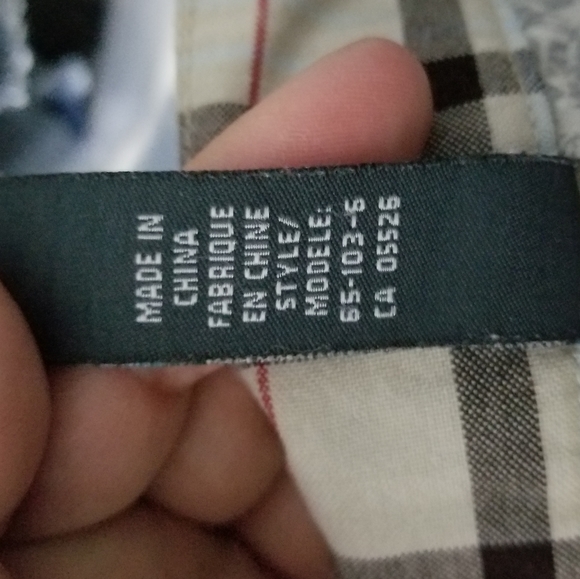 MADE IN
CHINA
FABRIQUE
EN CHINE
STYLE/
MODELE:
65-103-6
CA 05526